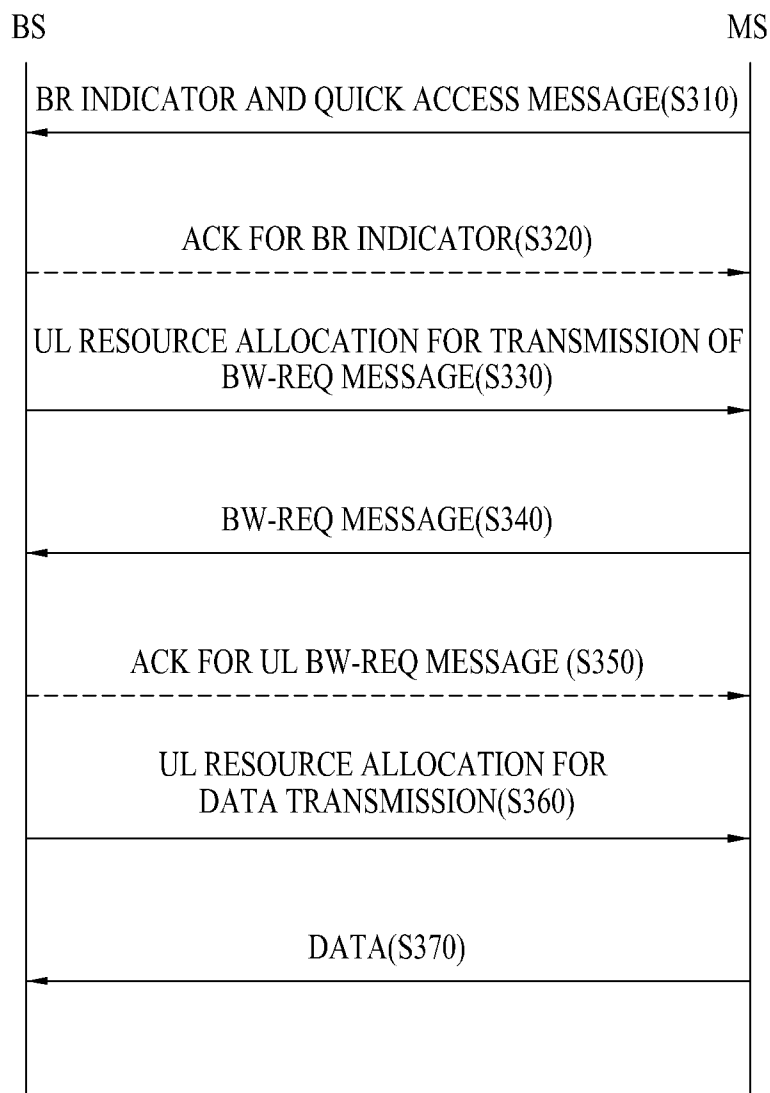 BS
MS
BR INDICATOR AND QUICK ACCESS MESSAGE(S310)
ACK FOR BR INDICATOR(S320)
UL RESOURCE ALLOCATION FOR TRANSMISSION OF
BW-REQ MESSAGE(S330)
BW-REQ MESSAGE(S340)
ACK FOR UL BW-REQ MESSAGE (S350)
UL RESOURCE ALLOCATION FOR
DATA TRANSMISSION(S360)
DATA(S370)